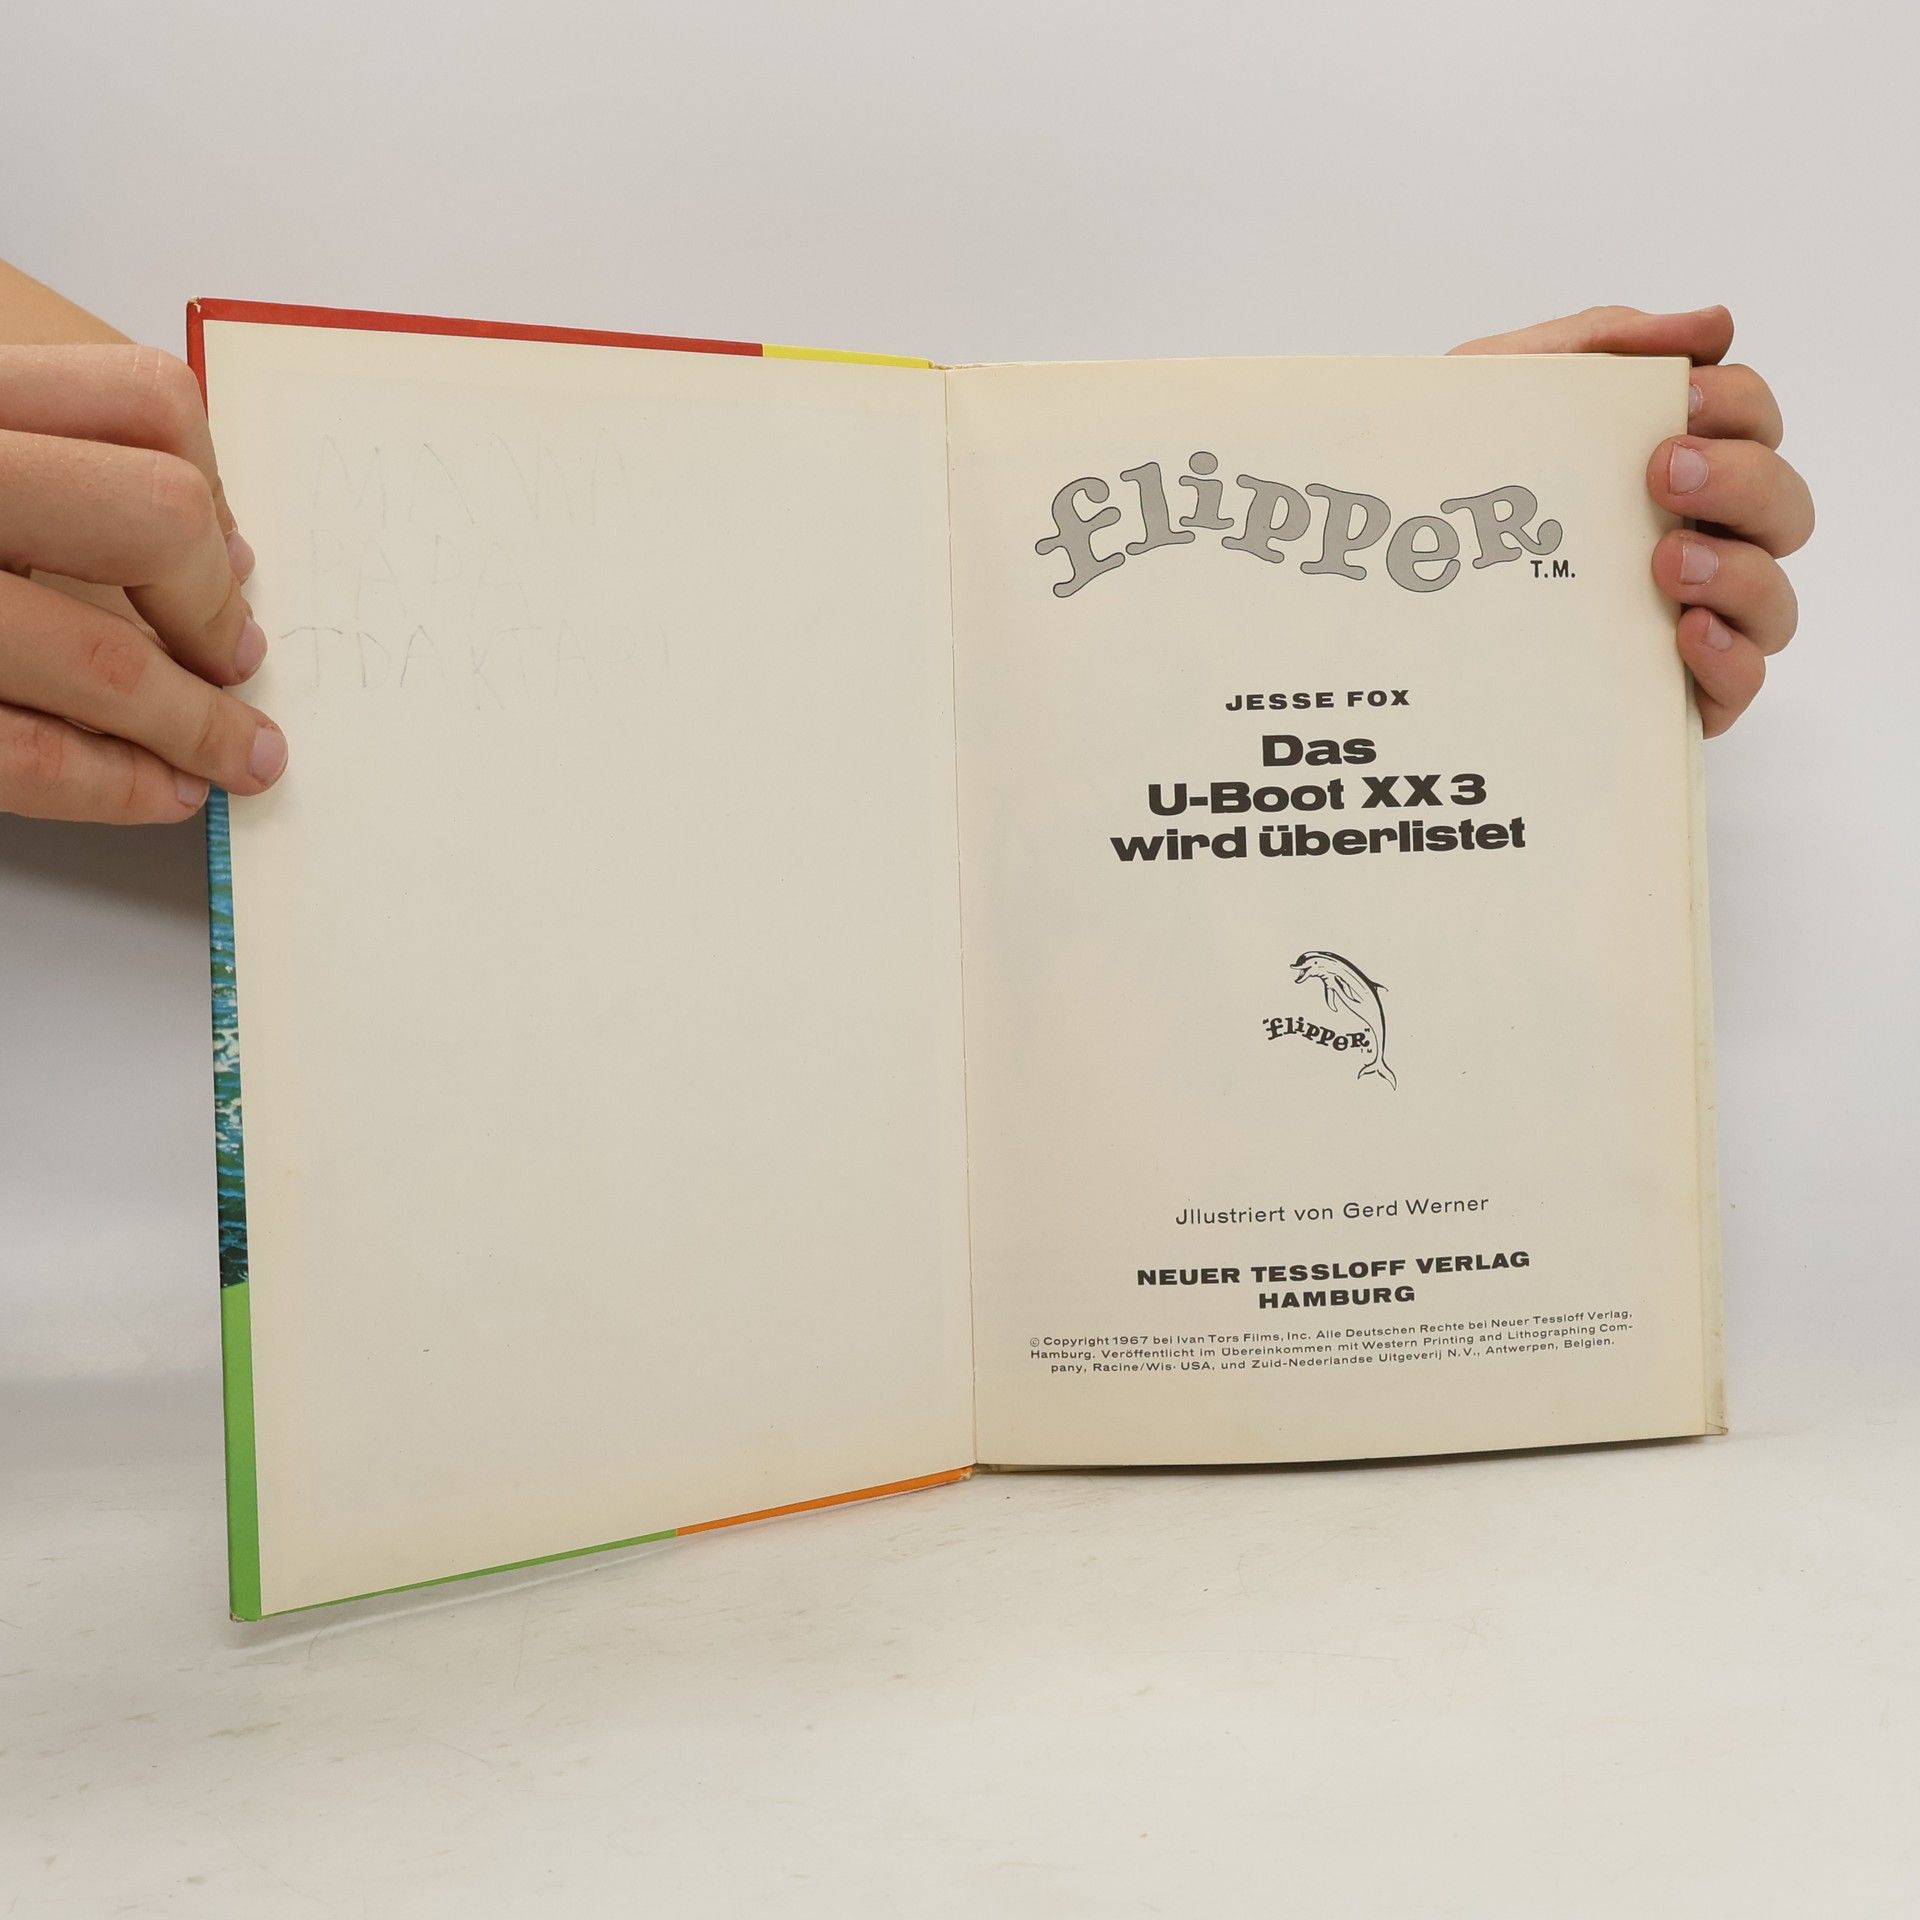 PAPA
flipper
T.M.
JESSE FOX
Das
U-Boot XX 3
wird überlistet
"flipper"
TM
Jllustriert von Gerd Werner
NEUER TESSLOFF VERLAG
HAMBURG
© Copyright 1967 bei Ivan Tors Films, Inc. Alle Deutschen Rechte bei Neuer Tessloff Verlag,
Hamburg. Veröffentlicht im Übereinkommen mit Western Printing and Lithographing Com-
pany, Racine/Wis. USA, und Zuid-Nederlandse Uitgeverij N.V., Antwerpen, Belgien.